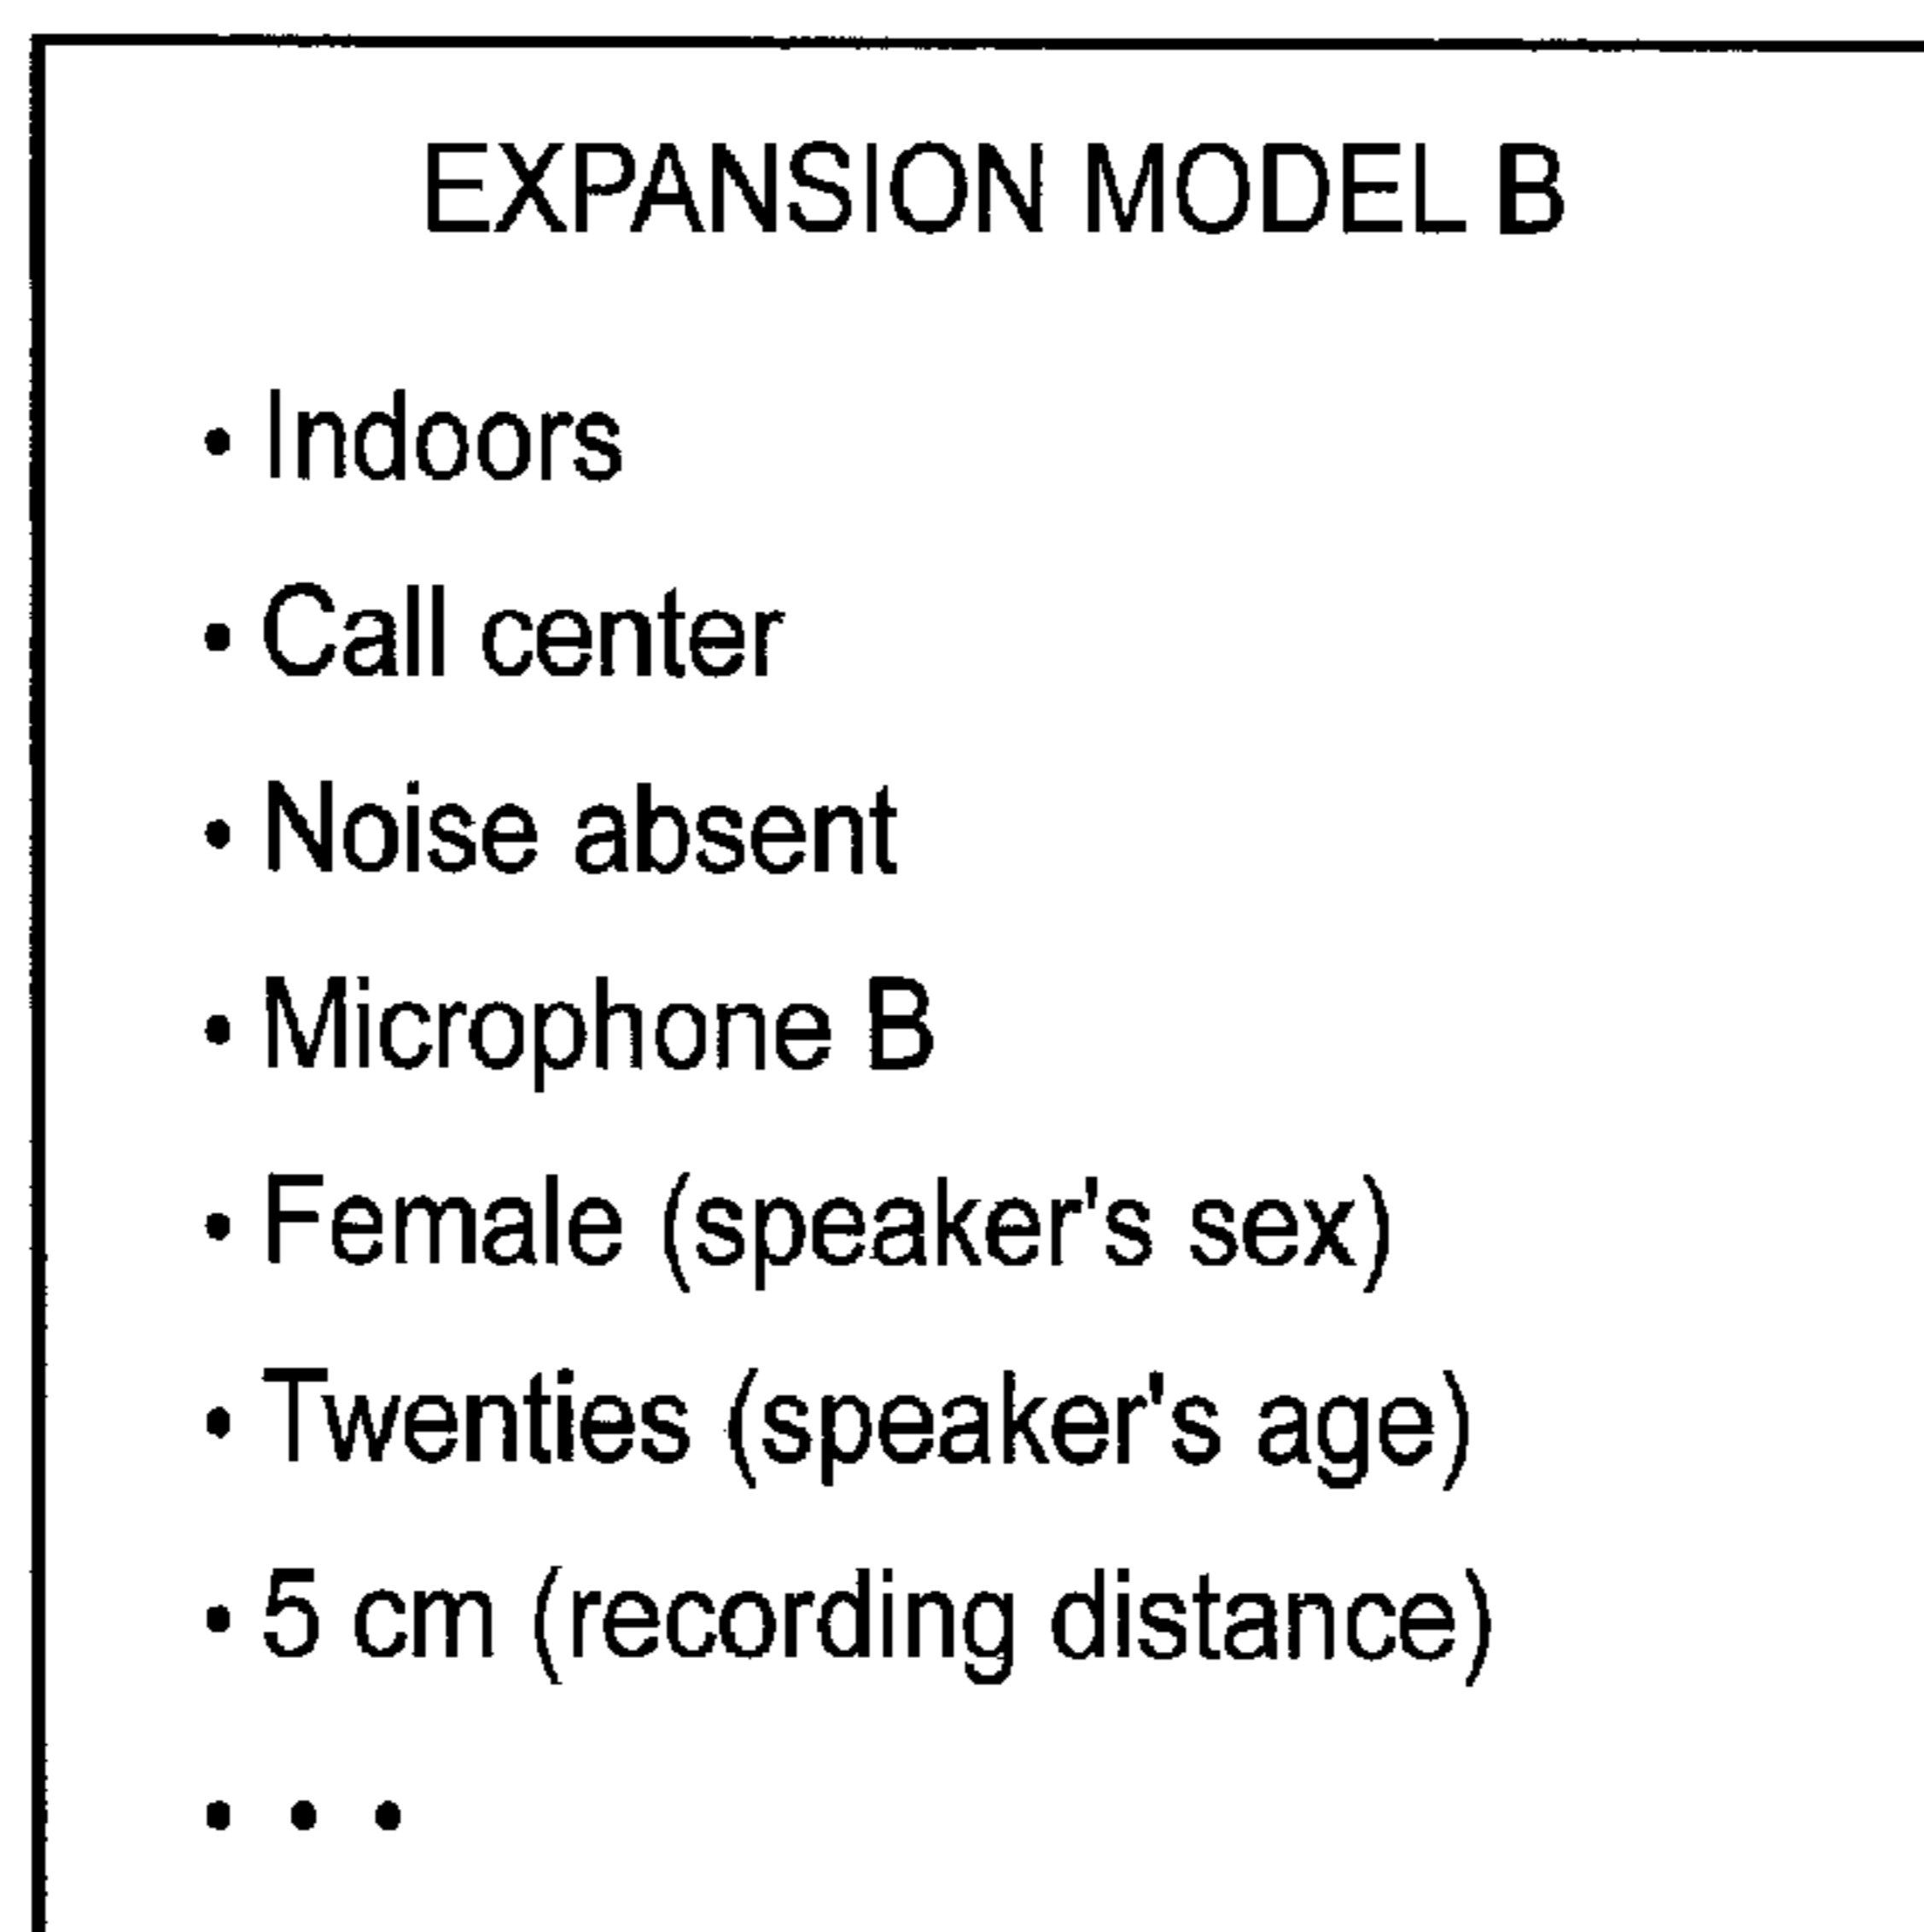 EXPANSION MODEL B
• Indoors
• Call center
• Noise absent
• Microphone B
• Female (speaker's sex)
• Twenties (speaker's age)
• 5 cm (recording distance)
• • •